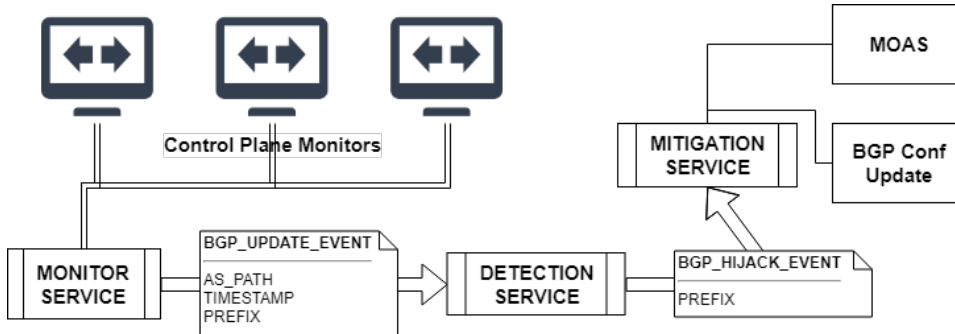 Control Plane Monitors
MOAS
MITIGATION
SERVICE
BGP Conf
Update
MONITOR
SERVICE
BGP_UPDATE_EVENT
AS_PATH
TIMESTAMP
PREFIX
DETECTION
SERVICE
BGP_HIJACK_EVENT
PREFIX